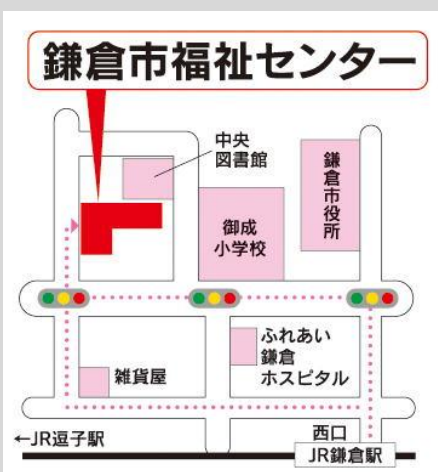 鎌倉市福祉センター
中央
図書館
鎌倉市役所
御成
小学校
ふれあい
鎌倉
ホスピタル
雑貨屋
←JR逗子駅
西口
JR鎌倉駅